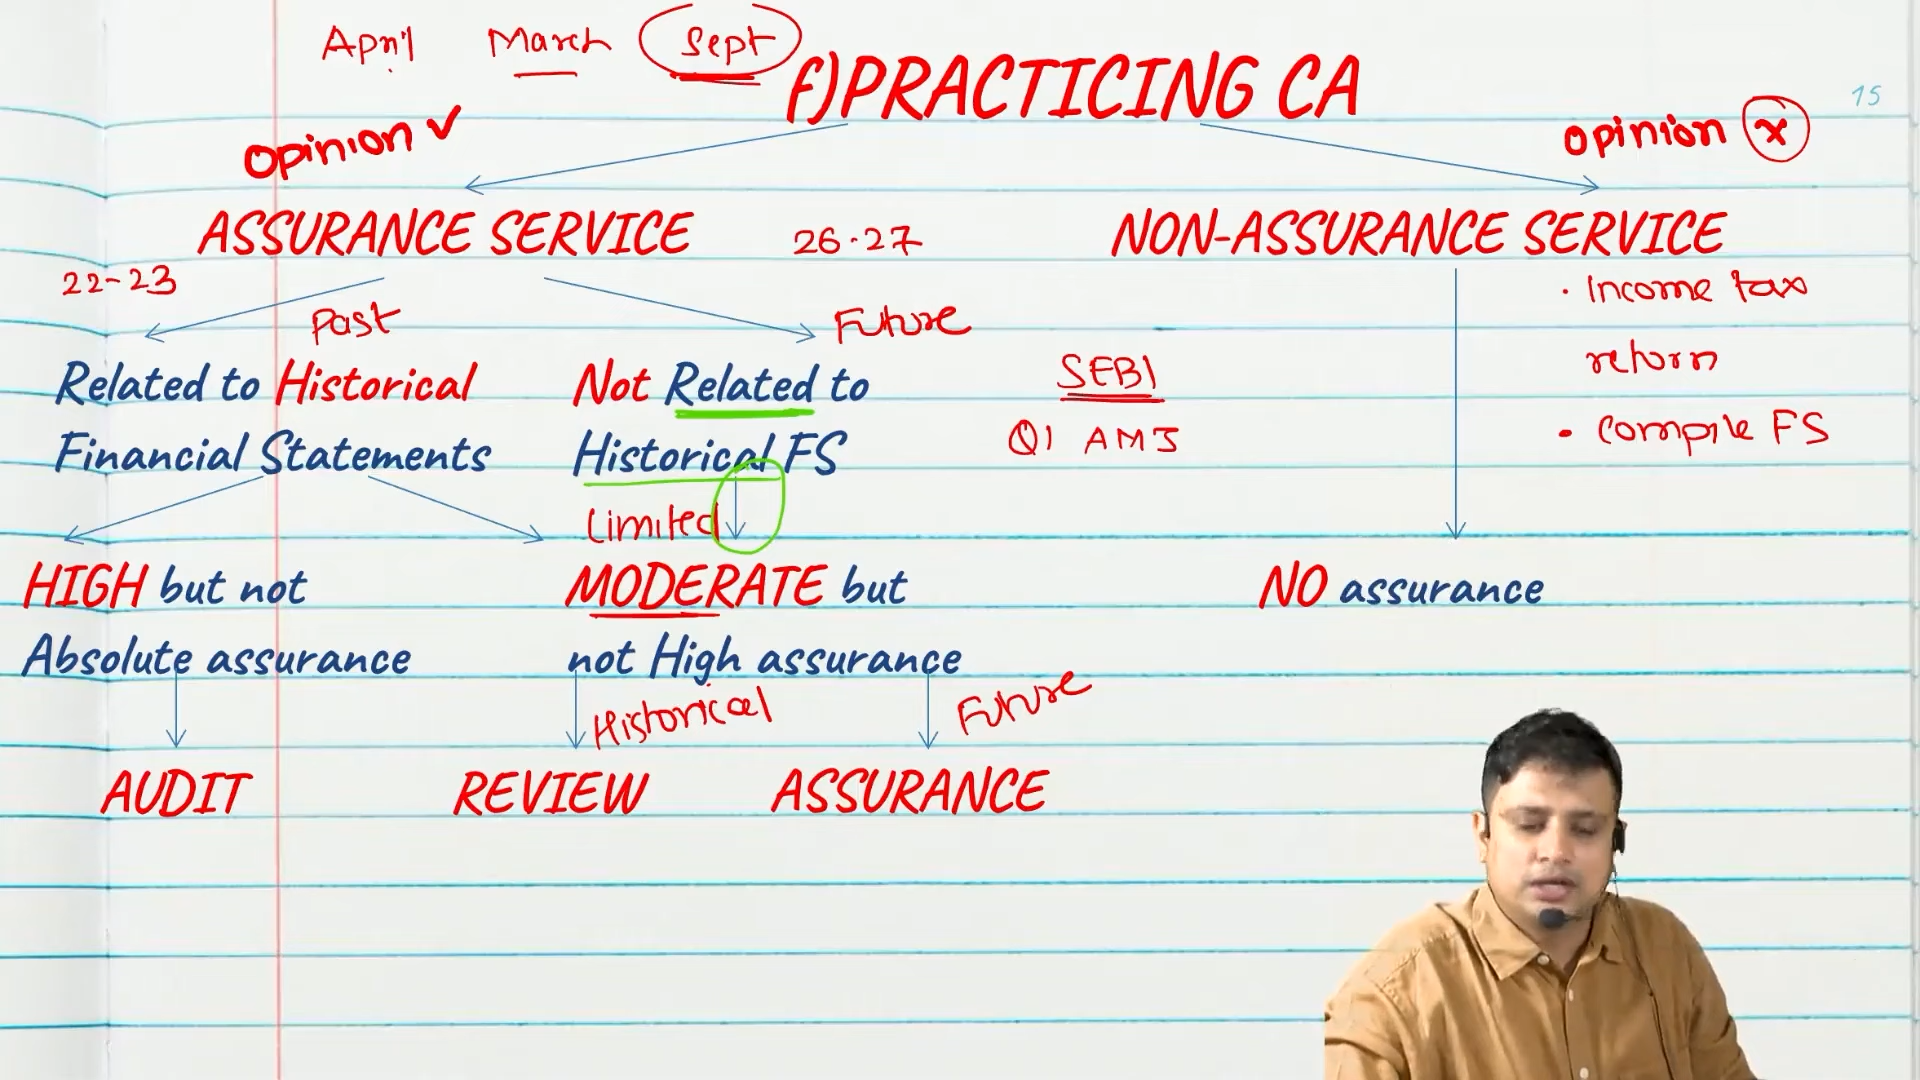 April March Sept
f)PRACTICING CA
15
Opinion ✓
Opinion x
ASSURANCE SERVICE
26-27
NON-ASSURANCE SERVICE
22-23
Past
Future
• Income tax
return
• Compile FS
Related to Historical
Financial Statements
Not Related to
Historical FS
SEBI
Q1 AMJ
Limited
HIGH but not
Absolute assurance
MODERATE but
not High assurance
NO assurance
Historical
Future
AUDIT
REVIEW
ASSURANCE